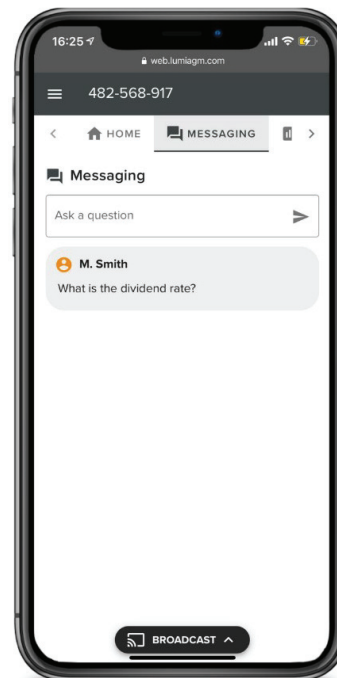 16:25
web.lumiagm.com
482-568-917
HOME
MESSAGING
Messaging
Ask a question
M. Smith
What is the dividend rate?
BROADCAST